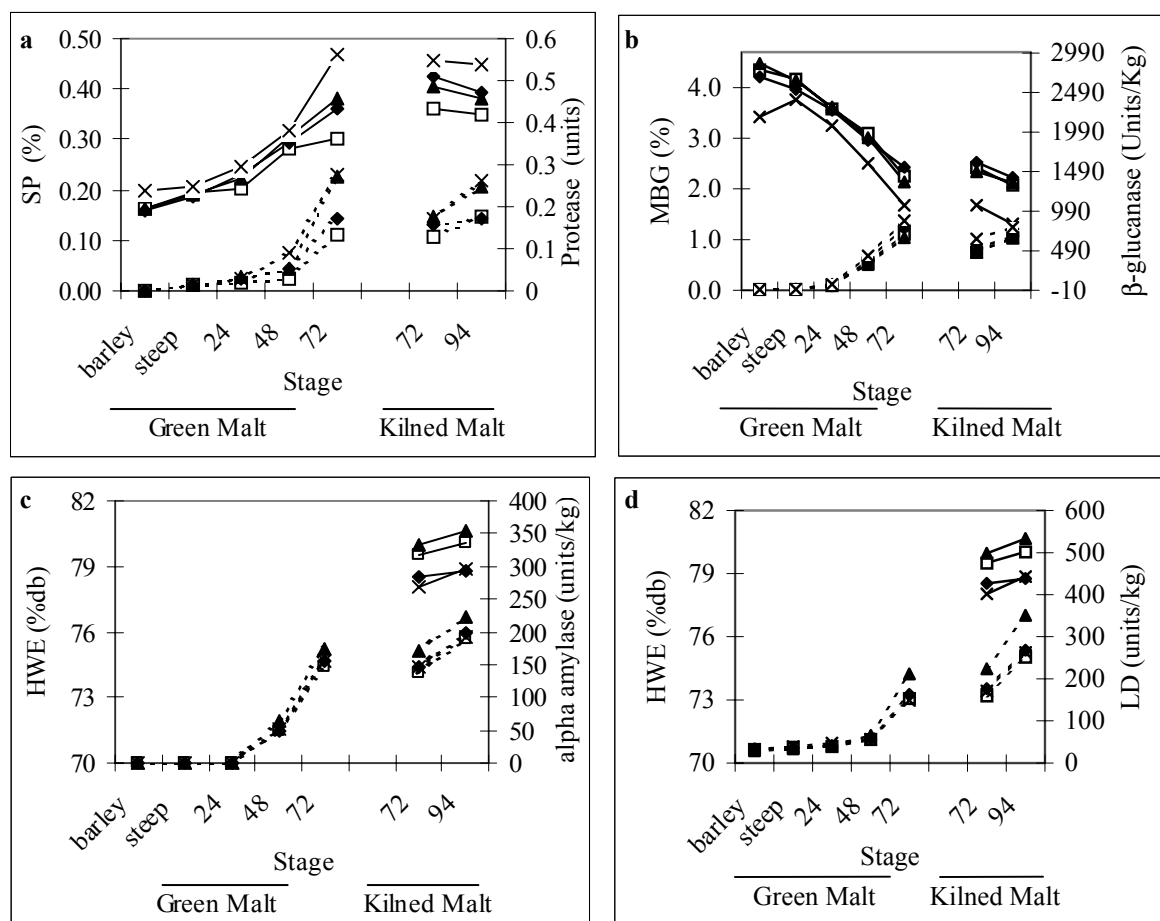 a
SP (%)
0.50
0.40
0.30
0.20
0.10
0.00
0.6
0.5
0.4
0.3
0.2
0.1
0
Protease (units)
barley
steep
24
48
72
72
94
Stage
Green Malt
Kilned Malt
b
MBG (%)
4.0
3.0
2.0
1.0
0.0
2990
2490
1990
1490
990
490
-10
β-glucanase (Units/Kg)
barley
steep
24
48
72
72
94
Stage
Green Malt
Kilned Malt
c
HWE (%db)
82
79
76
73
70
400
350
300
250
200
150
100
50
0
alpha amylase (units/kg)
barley
steep
24
48
72
72
94
Stage
Green Malt
Kilned Malt
d
HWE (%db)
82
79
76
73
70
600
500
400
300
200
100
0
LD (units/kg)
barley
steep
24
48
72
72
94
Stage
Green Malt
Kilned Malt